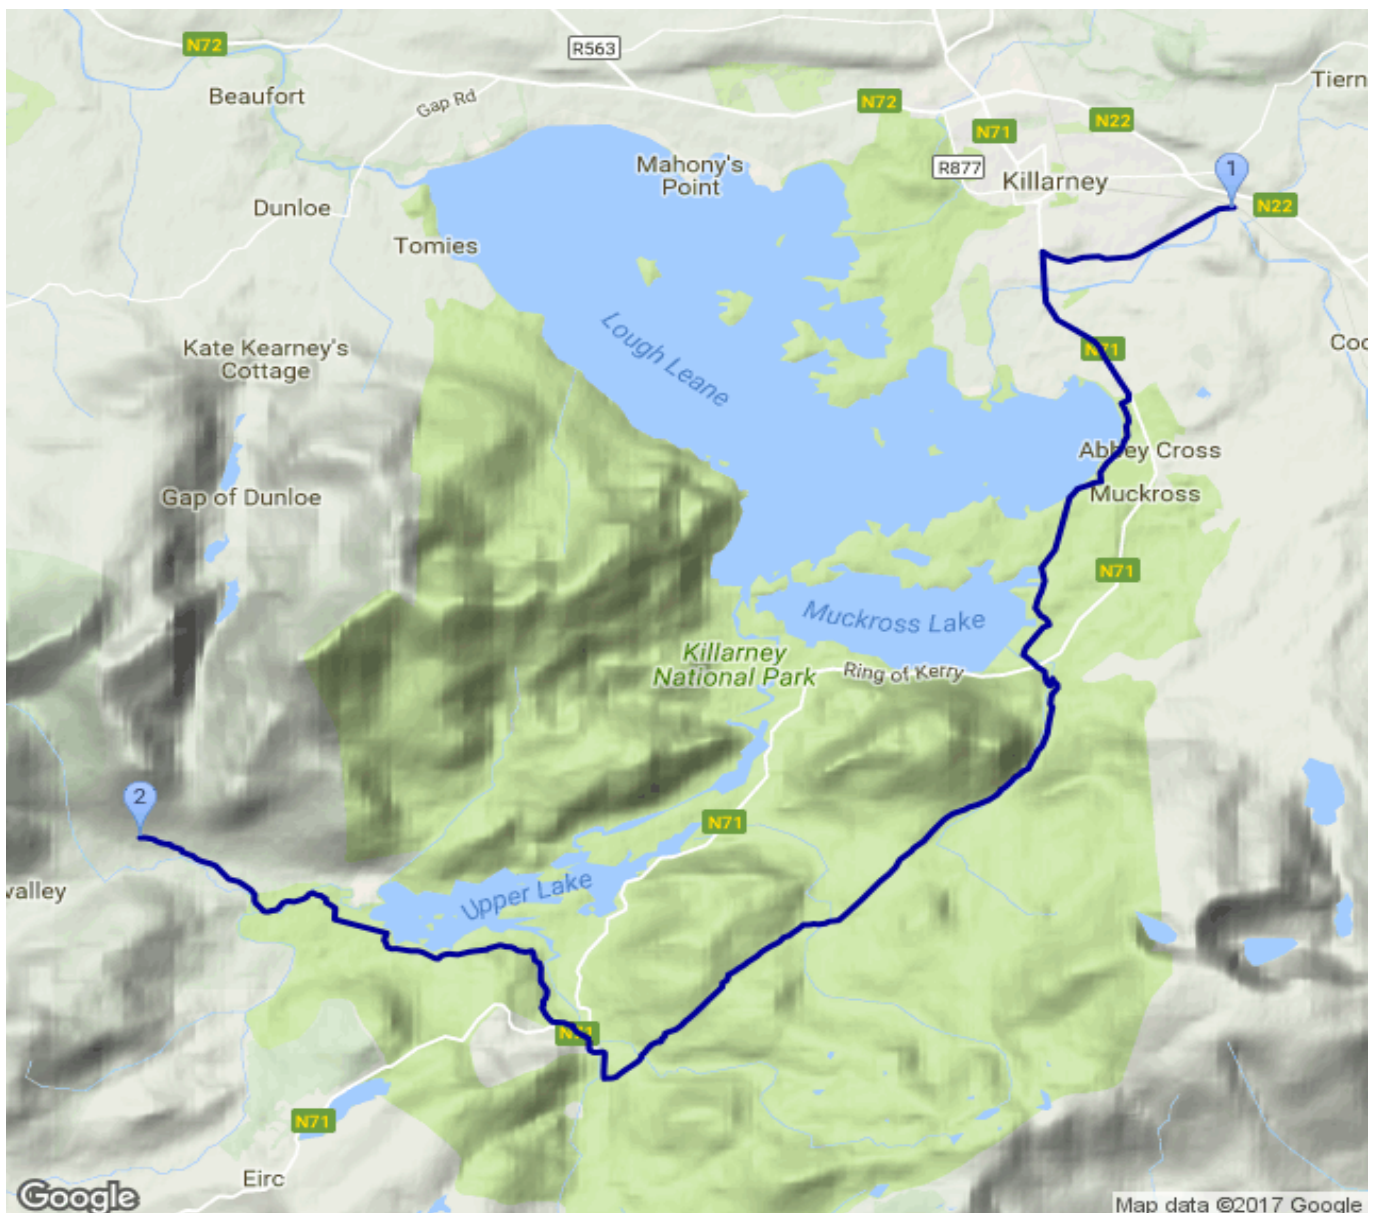 N72
R563
Tiern
Beaufort
Gap Rd
N72
N22
N71
Mahony's
Point
R877
Killarney
1
N22
Dunloe
Tomies
Lough Leane
Kate Kearney's
Cottage
N71
Coo
Abbey Cross
Gap of Dunloe
Muckross
N71
Muckross Lake
Killarney
National Park
Ring of Kerry
2
N71
valley
Upper Lake
N71
N71
Eirc
Google
Map data ©2017 Google